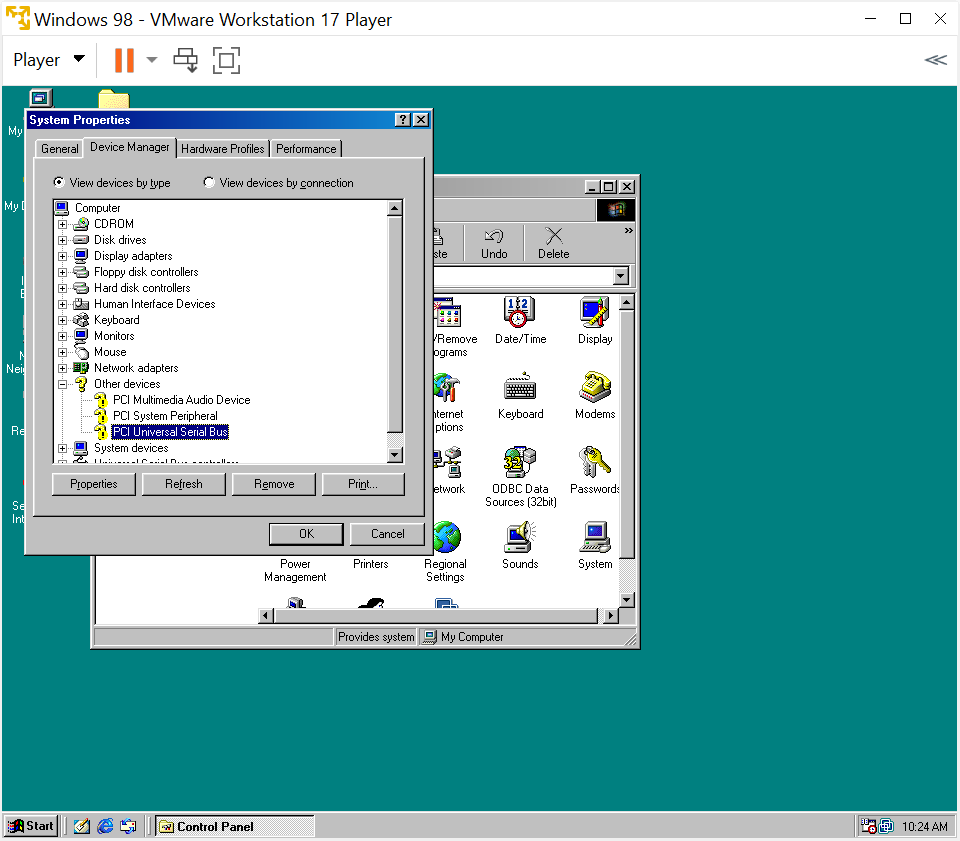 Windows 98 - VMware Workstation 17 Player
Player
My
System Properties
General Device Manager Hardware Profiles Performance
View devices by type View devices by connection
Computer
CDROM
Disk drives
Display adapters
Floppy disk controllers
Hard disk controllers
Human Interface Devices
Keyboard
Monitors
Mouse
Network adapters
Other devices
PCI Multimedia Audio Device
PCI System Peripheral
PCI Universal Serial Bus
System devices
Universal Serial Bus controllers
Properties Refresh Remove Print...
OK Cancel
My D
Nei
Re
Se
Int
ste Undo Delete
/Remove
ograms
Date/Time
Display
ternet
ptions
Keyboard
Modems
etwork
ODBC Data
Sources (32bit)
Passwords
Power
Management
Printers
Regional
Settings
Sounds
System
Provides system My Computer
Start Control Panel 10:24 AM